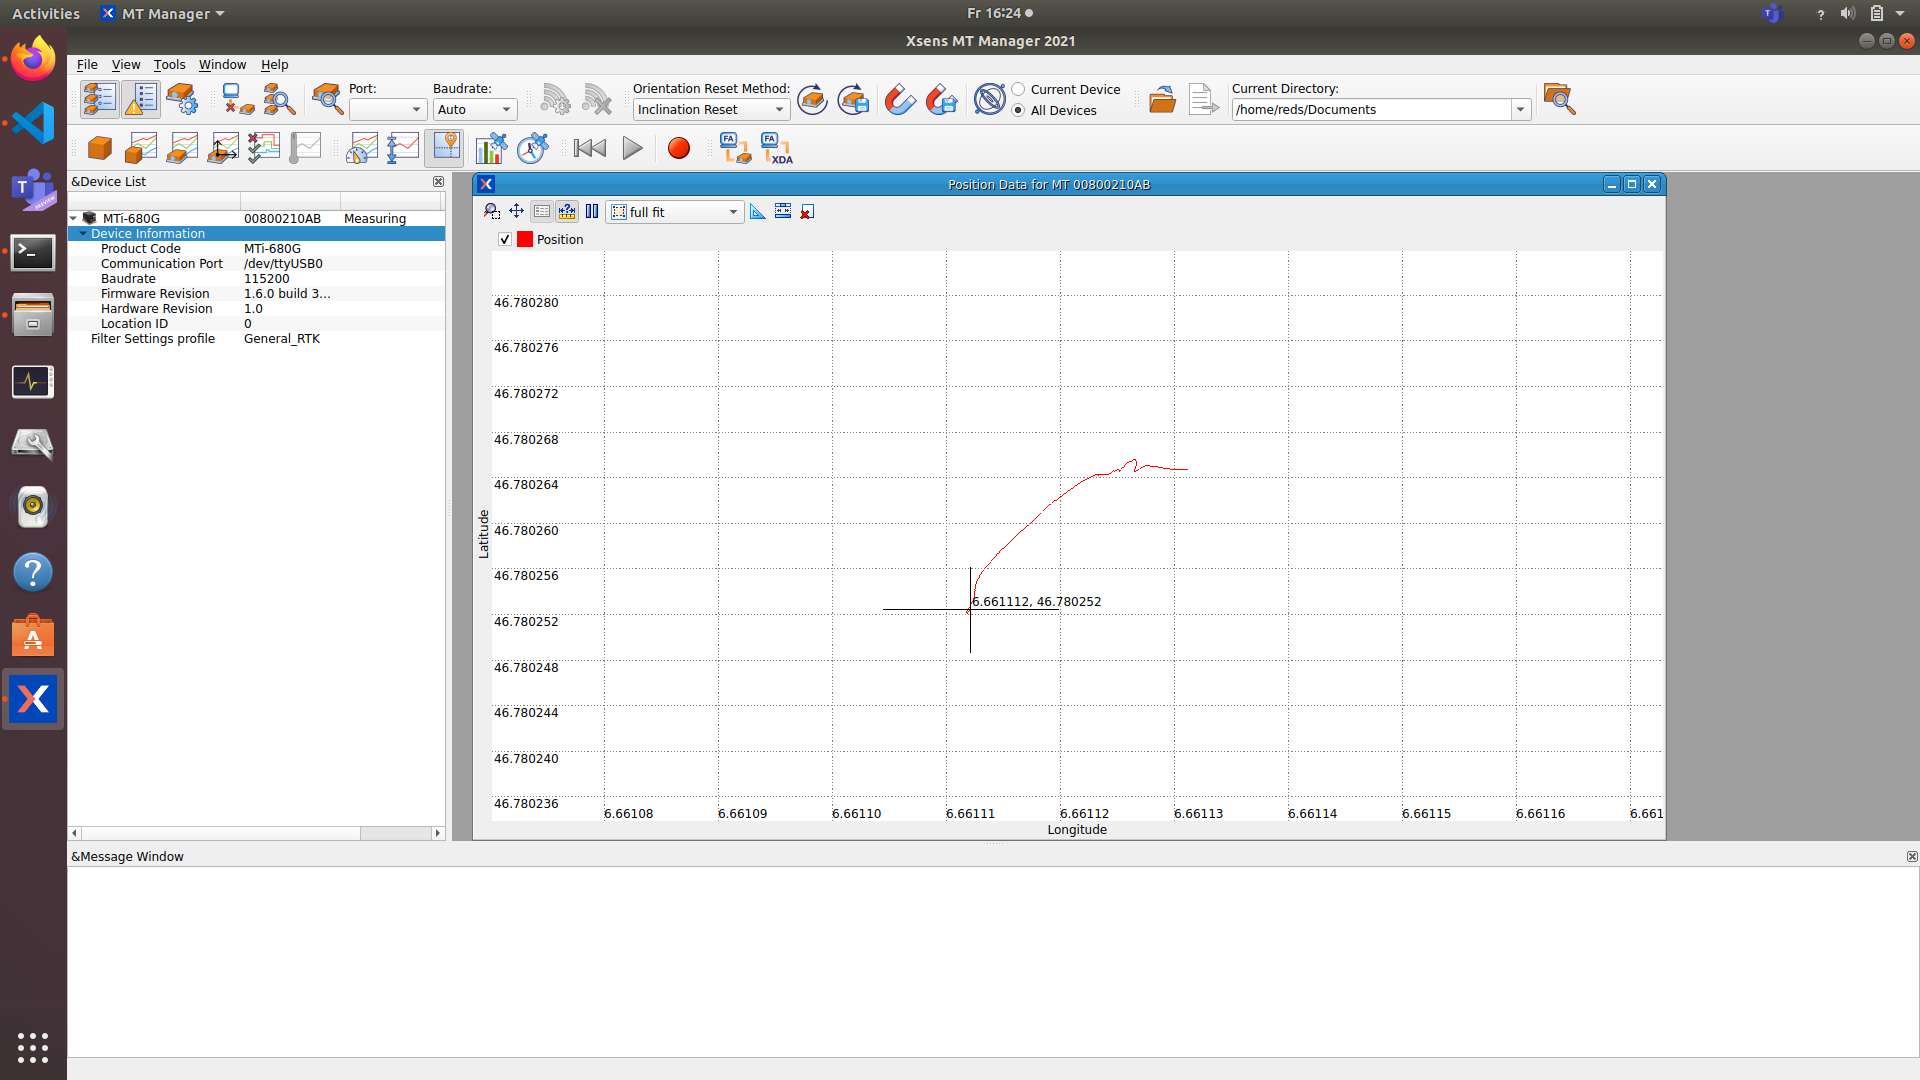 Activities
MT Manager
Fr 16:24
Xsens MT Manager 2021
File View Tools Window Help
Port:
Baudrate:
Auto
Orientation Reset Method:
Inclination Reset
Current Device
All Devices
Current Directory:
/home/reds/Documents
FA
FA
XDA
&Device List
MTi-680G 00800210AB Measuring
Device Information
Product Code MTi-680G
Communication Port /dev/ttyUSB0
Baudrate 115200
Firmware Revision 1.6.0 build 3...
Hardware Revision 1.0
Location ID 0
Filter Settings profile General_RTK
Position Data for MT 00800210AB
full fit
Position
46.780280
46.780276
46.780272
46.780268
46.780264
46.780260
46.780256
46.780252
46.780248
46.780244
46.780240
46.780236
Latitude
6.661112, 46.780252
6.66108 6.66109 6.66110 6.66111 6.66112 6.66113 6.66114 6.66115 6.66116 6.661
Longitude
&Message Window
PREVIEW